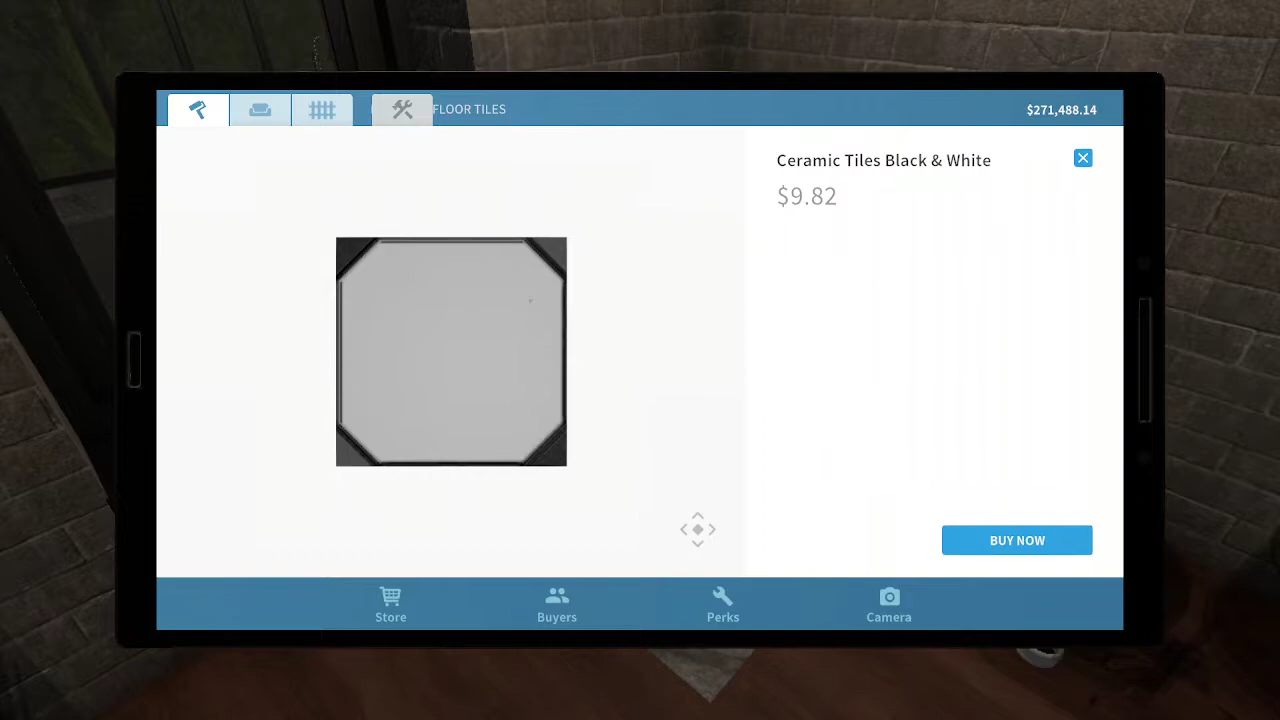 FLOOR TILES
$271,488.14
Ceramic Tiles Black & White
$9.82
BUY NOW
Store
Buyers
Perks
Camera